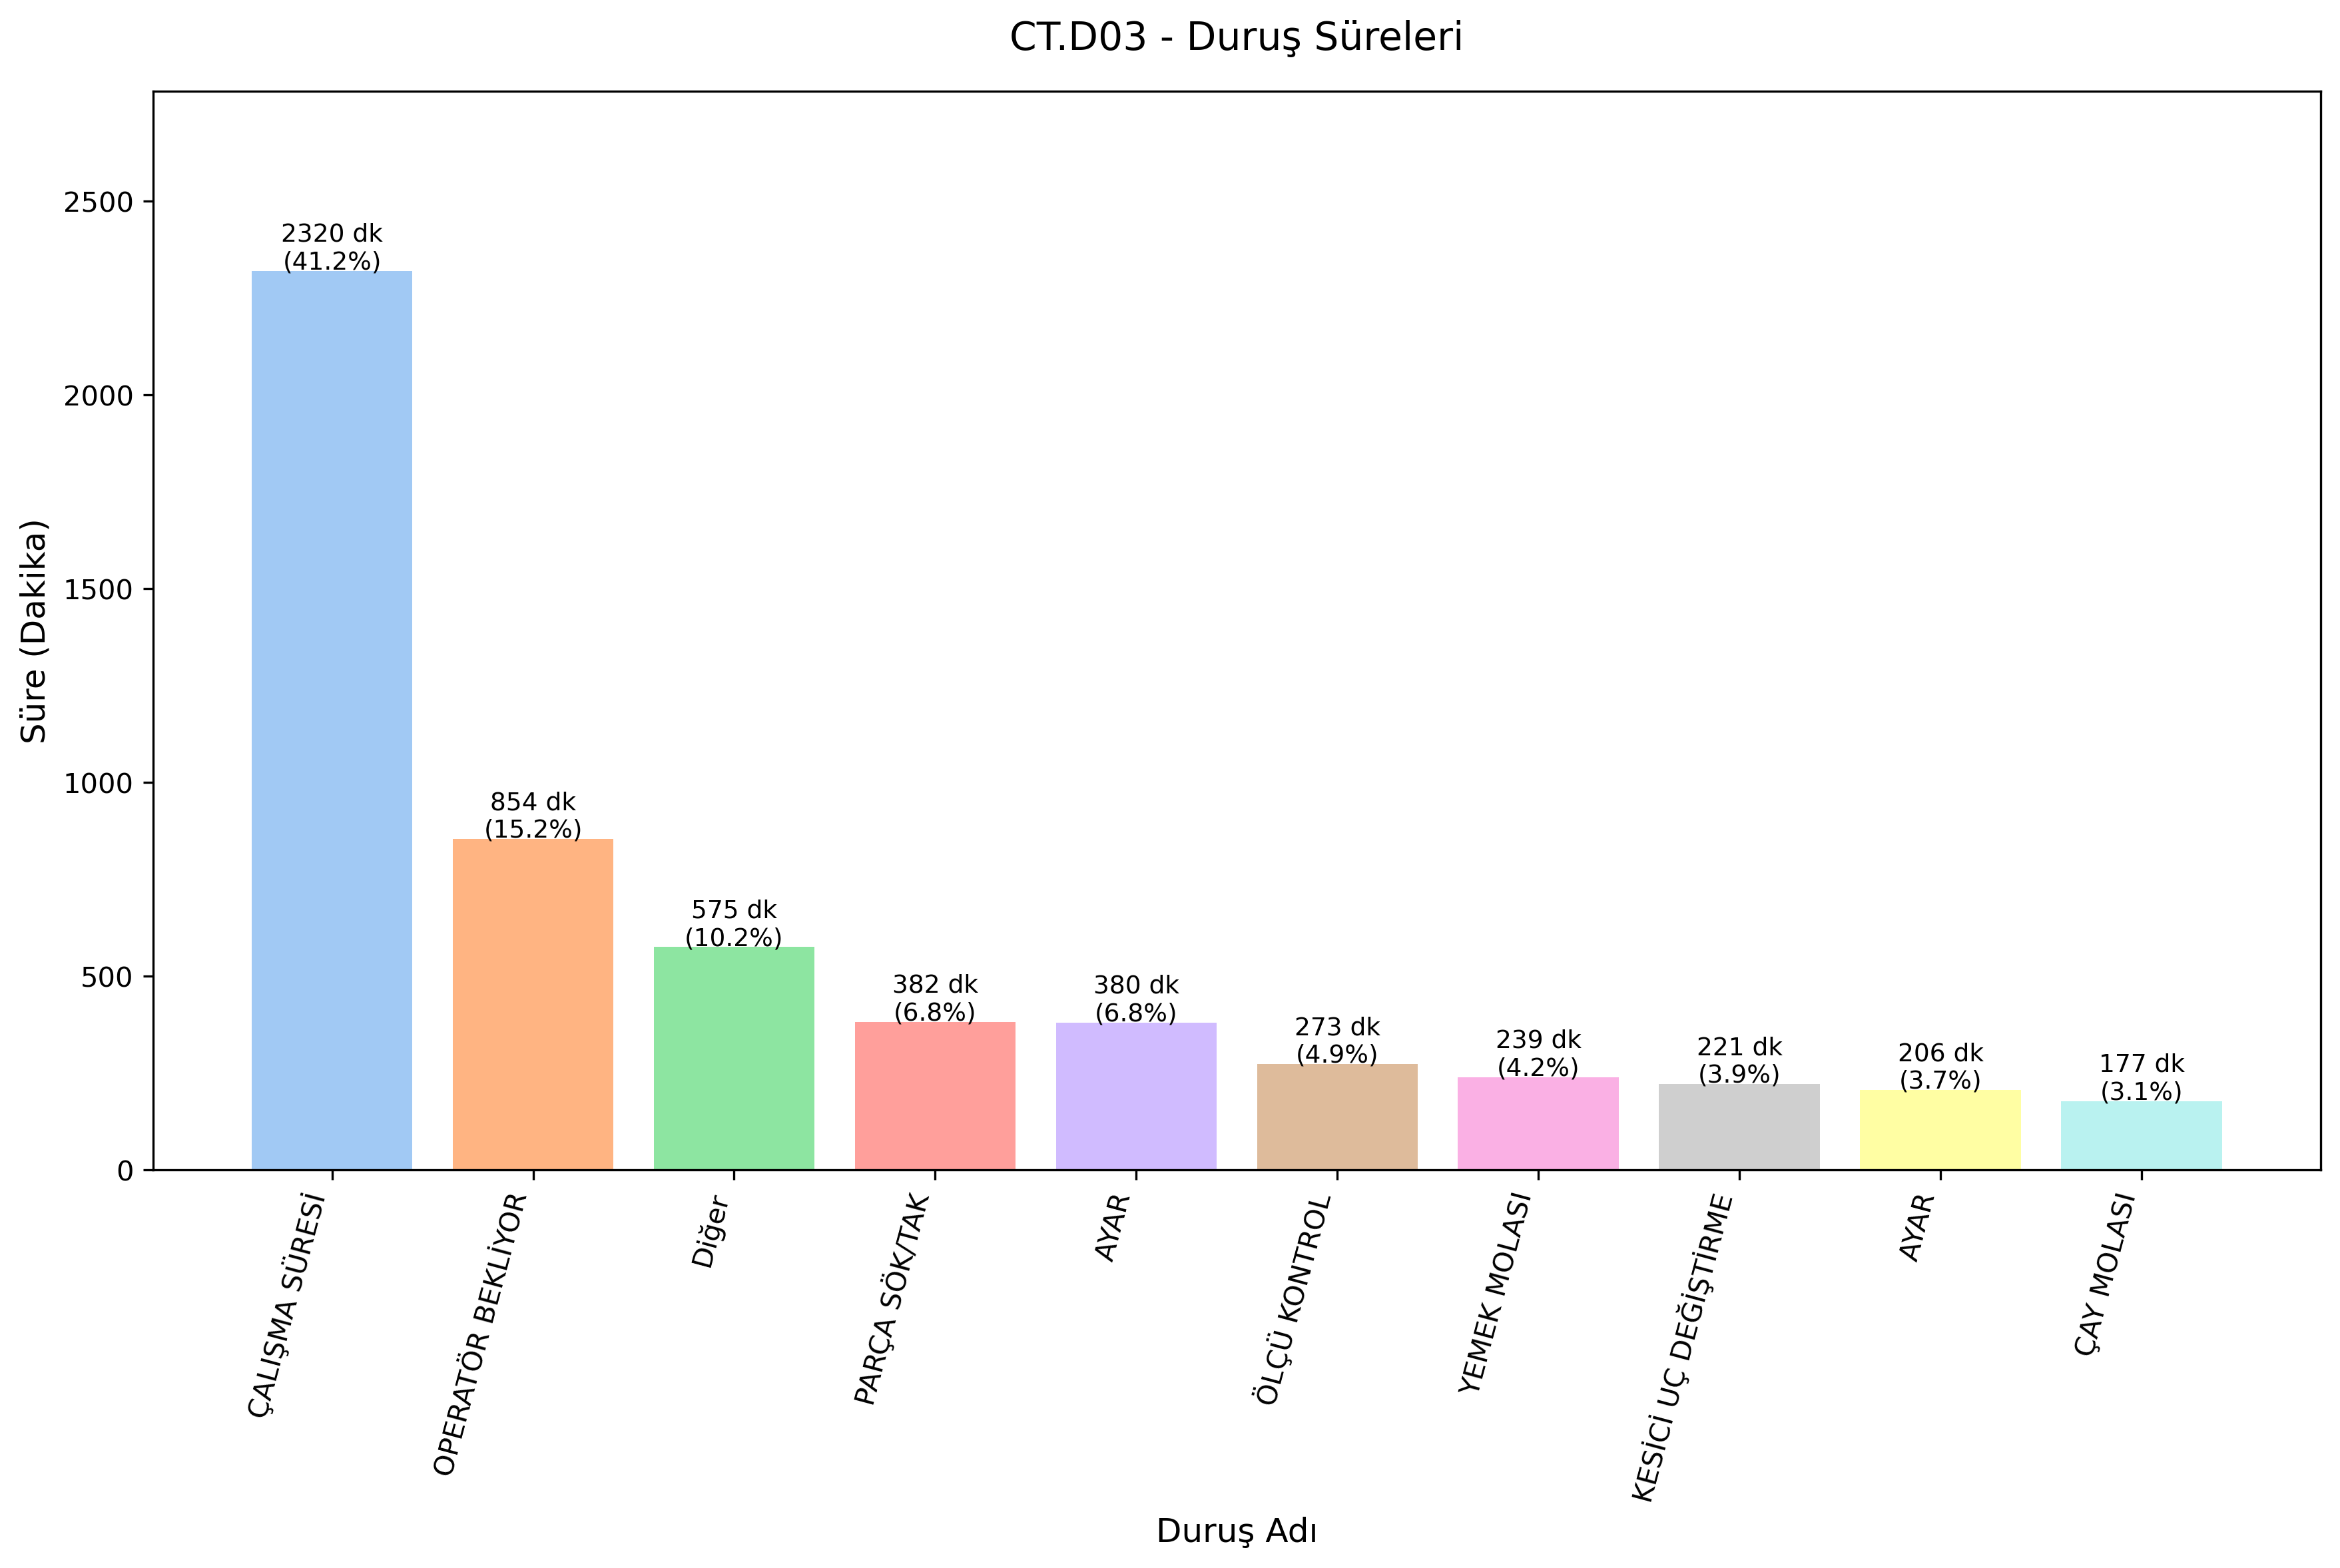 CT.D03 - Duruş Süreleri
Süre (Dakika)
2500
2000
1500
1000
500
0
2320 dk
(41.2%)
854 dk
(15.2%)
575 dk
(10.2%)
382 dk
(6.8%)
380 dk
(6.8%)
273 dk
(4.9%)
239 dk
(4.2%)
221 dk
(3.9%)
206 dk
(3.7%)
177 dk
(3.1%)
ÇALIŞMA SÜRESİ
OPERATÖR BEKLİYOR
Diğer
PARÇA SÖK/TAK
AYAR
ÖLÇÜ KONTROL
YEMEK MOLASI
KESİCİ UÇ DEĞİŞTİRME
AYAR
ÇAY MOLASI
Duruş Adı